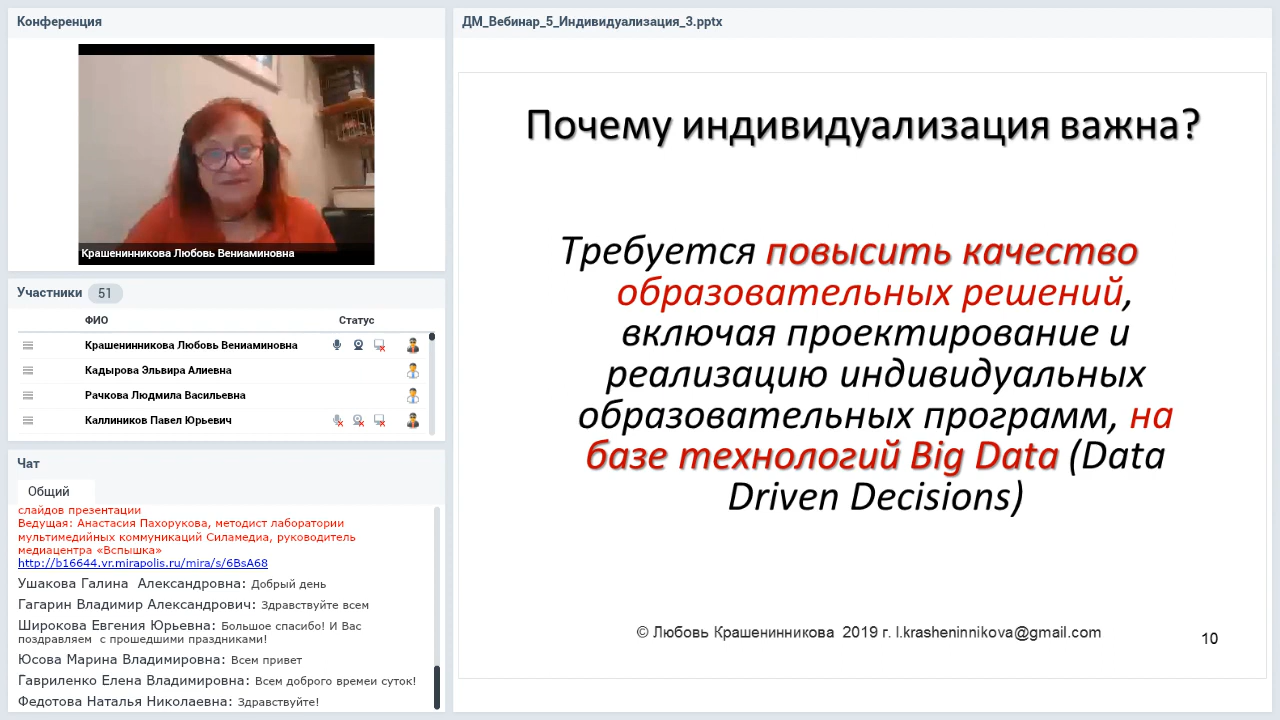 Конференция
Крашенинникова Любовь Вениаминовна
Участники 51
ФИО Статус
Крашенинникова Любовь Вениаминовна
Кадырова Эльвира Алиевна
Рачкова Людмила Васильевна
Каллиников Павел Юрьевич
Чат
Общий
слайдов презентации
Ведущая: Анастасия Пахорукова, методист лаборатории
мультимедийных коммуникаций Силамедиа, руководитель
медиацентра «Вспышка»
http://b16644.vr.mirapolis.ru/mira/s/6BsA68
Ушакова Галина  Александровна: Добрый день
Гагарин Владимир Александрович: Здравствуйте всем
Широкова Евгения Юрьевна: Большое спасибо! И Вас
поздравляем  с прошедшими праздниками!
Юсова Марина Владимировна: Всем привет
Гавриленко Елена Владимировна: Всем доброго времеи суток!
Федотова Наталья Николаевна: Здравствуйте!
ДМ_Вебинар_5_Индивидуализация_3.pptx
Почему индивидуализация важна?
Требуется повысить качество
образовательных решений,
включая проектирование и
реализацию индивидуальных
образовательных программ, на
базе технологий Big Data (Data
Driven Decisions)
© Любовь Крашенинникова  2019 г. l.krasheninnikova@gmail.com
10